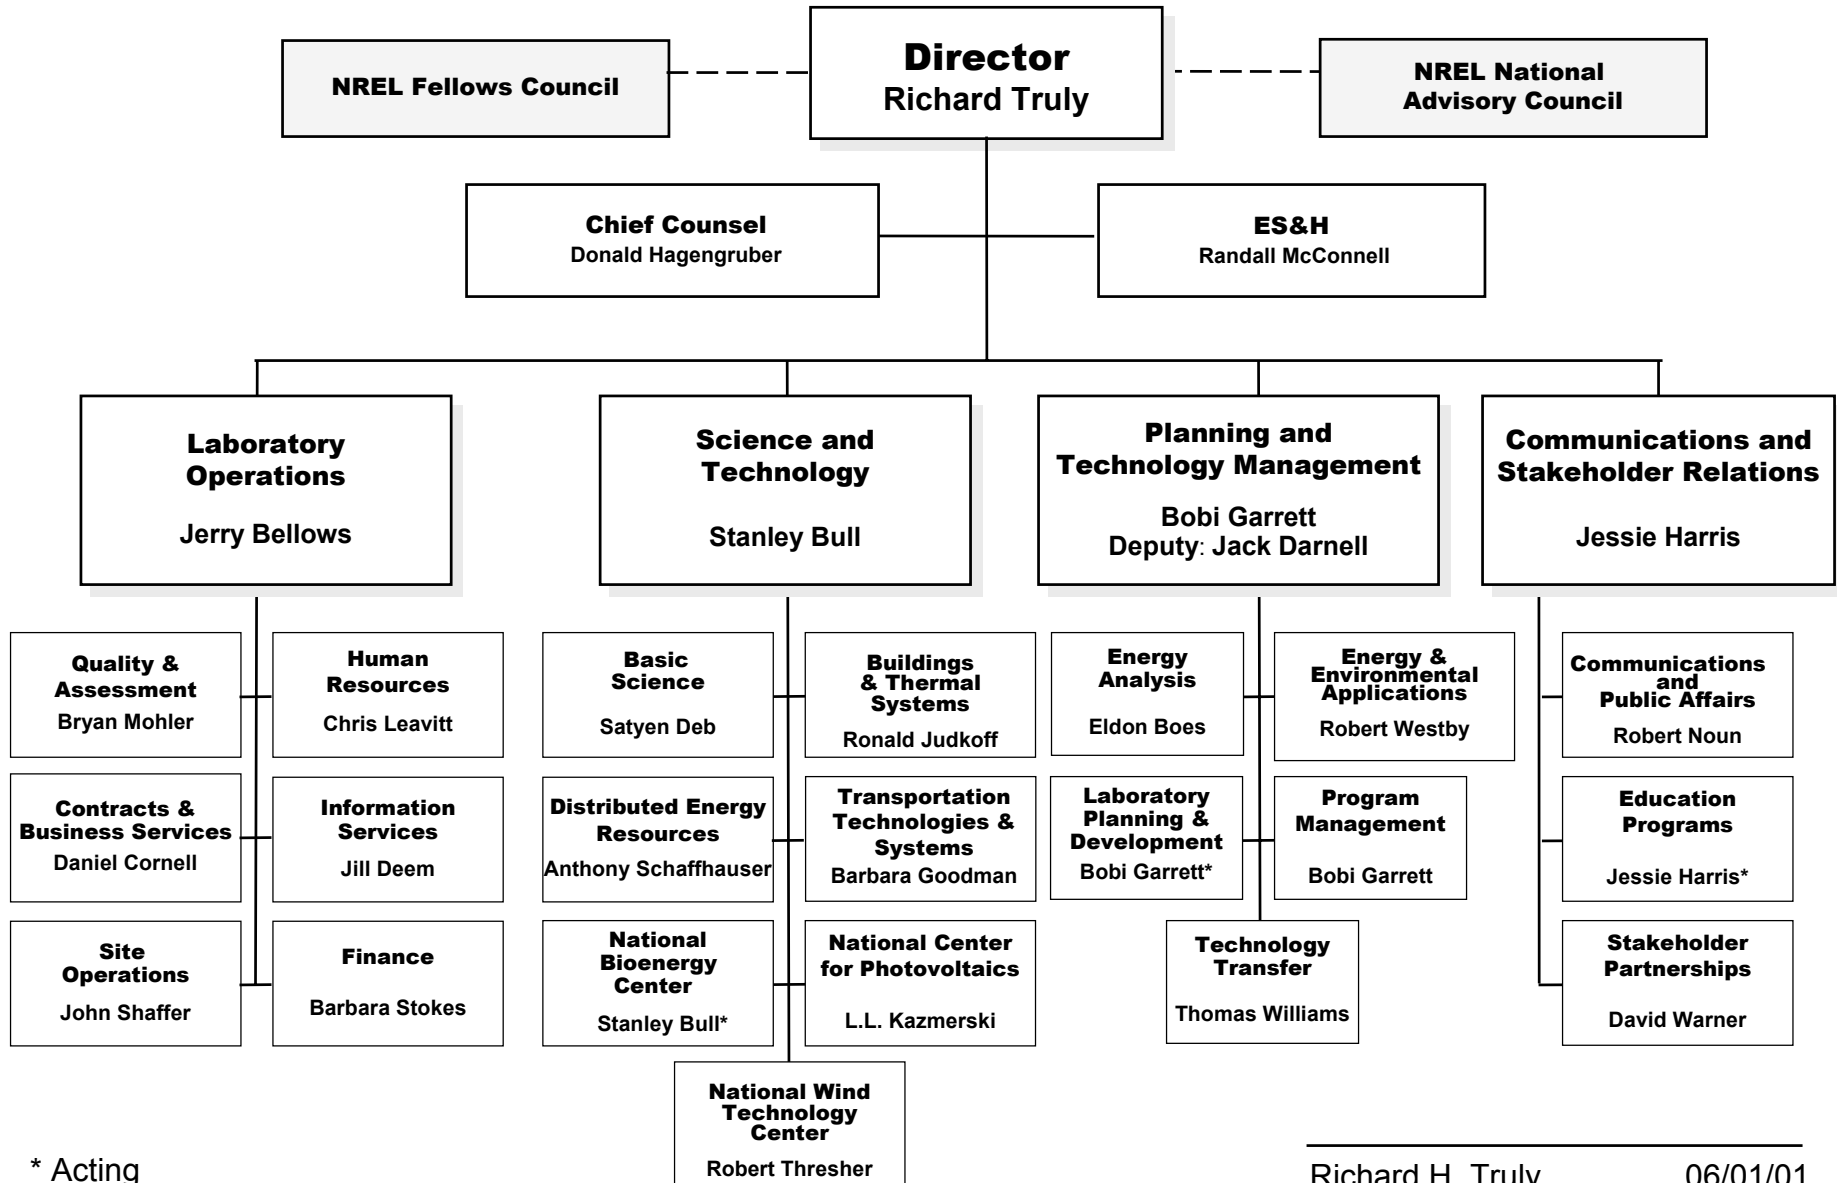 Director
Richard Truly
NREL Fellows Council
NREL National
Advisory Council
Chief Counsel
Donald Hagengruber
ES&H
Randall McConnell
Laboratory
Operations
Jerry Bellows
Science and
Technology
Stanley Bull
Planning and
Technology Management
Bobi Garrett
Deputy: Jack Darnell
Communications and
Stakeholder Relations
Jessie Harris
Quality &
Assessment
Bryan Mohler
Human
Resources
Chris Leavitt
Contracts &
Business Services
Daniel Cornell
Information
Services
Jill Deem
Site
Operations
John Shaffer
Finance
Barbara Stokes
Basic
Science
Satyen Deb
Buildings
& Thermal
Systems
Ronald Judkoff
Distributed Energy
Resources
Anthony Schaffhauser
Transportation
Technologies &
Systems
Barbara Goodman
National
Bioenergy
Center
Stanley Bull*
National Center
for Photovoltaics
L.L. Kazmerski
National Wind
Technology
Center
Robert Thresher
Energy
Analysis
Eldon Boes
Energy &
Environmental
Applications
Robert Westby
Laboratory
Planning &
Development
Bobi Garrett*
Program
Management
Bobi Garrett
Technology
Transfer
Thomas Williams
Communications
and
Public Affairs
Robert Noun
Education
Programs
Jessie Harris*
Stakeholder
Partnerships
David Warner
* Acting
Richard H. Truly 06/01/01